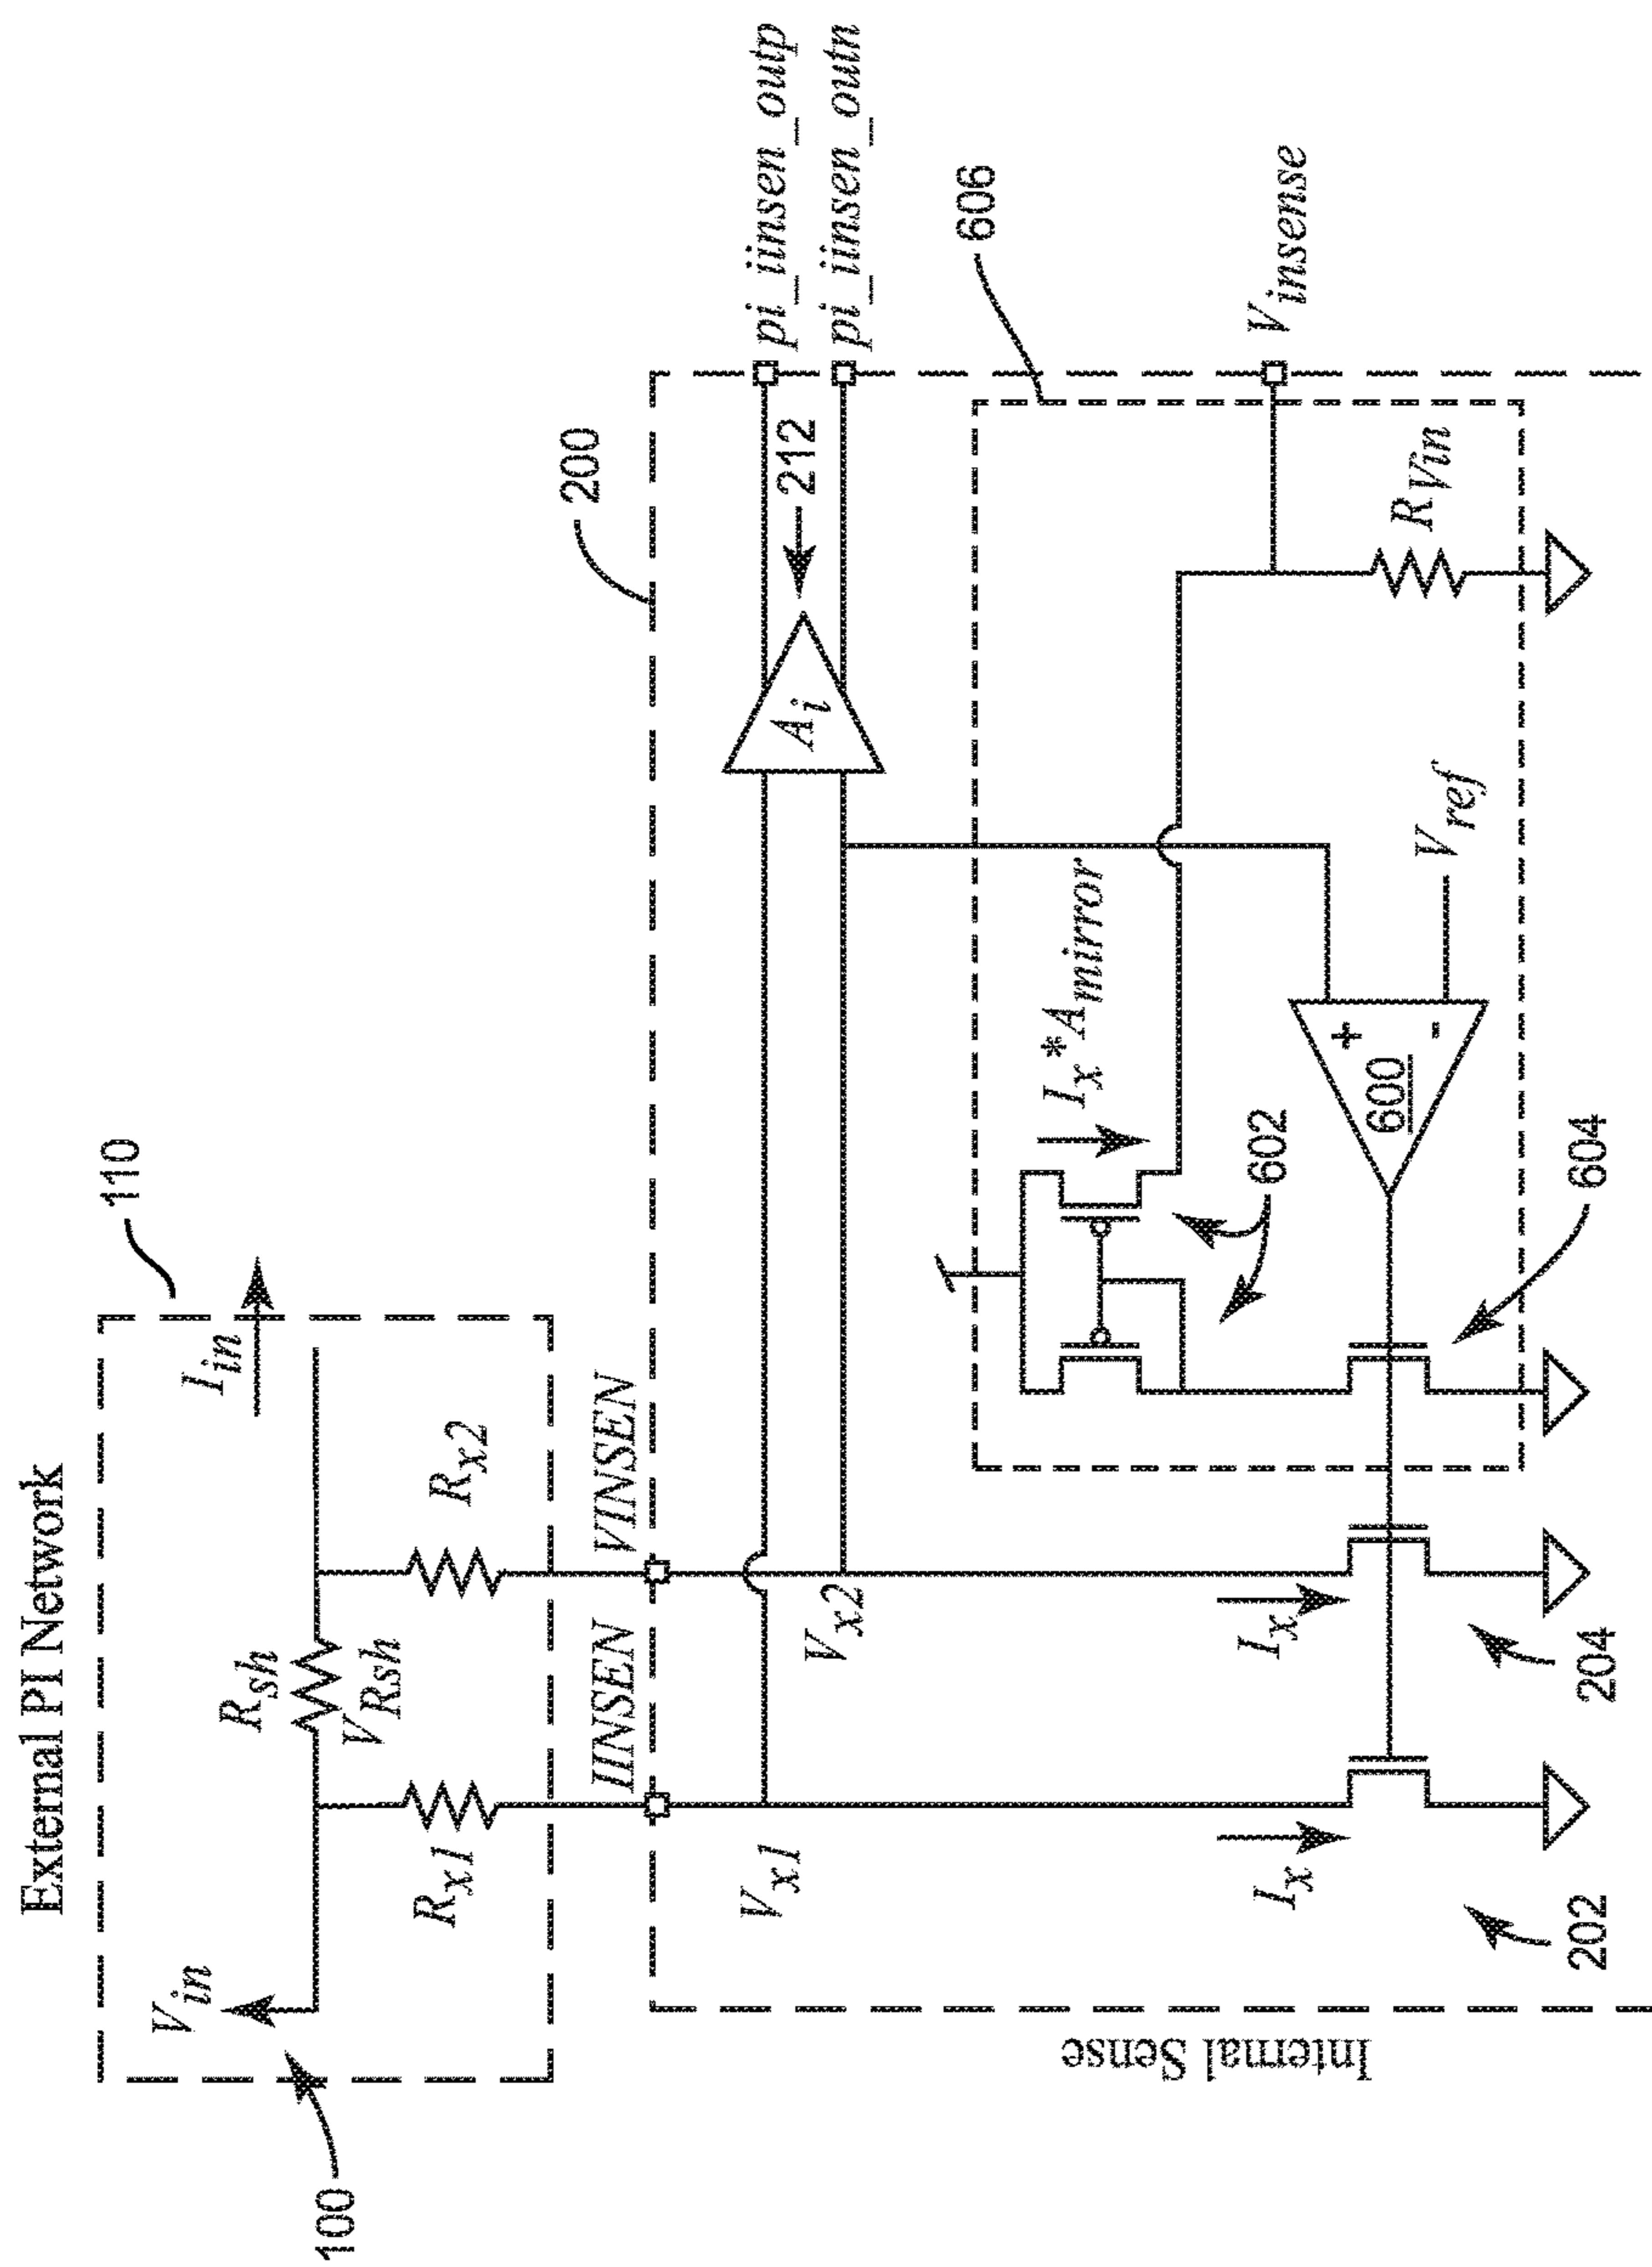 External PI Network
110
100
V_in
I_in
R_sh
V_Rsh
R_x1
R_x2
IINSEN
VINSEN
200
Internal Sense
V_x1
V_x2
A_i
212
pi_iinsen_outp
pi_iinsen_outn
606
I_x*A_mirror
602
V_insense
R_Vin
I_x
I_x
+
-
600
V_ref
202
204
604